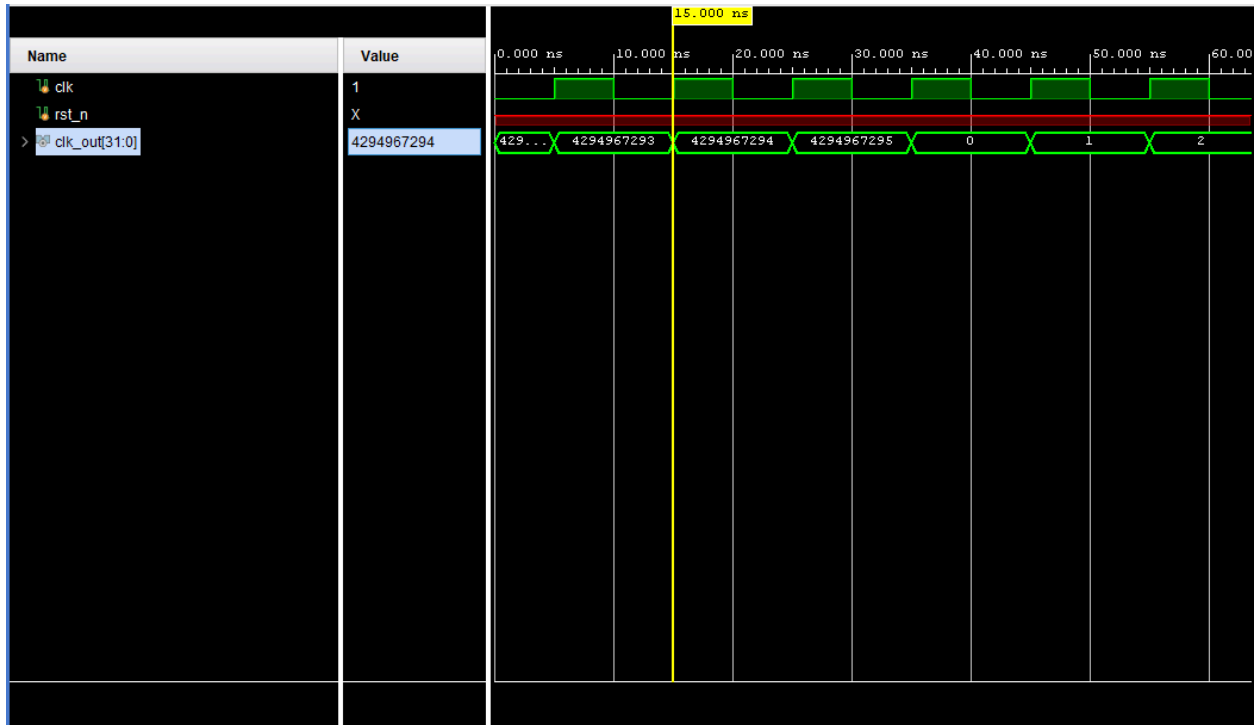 15.000 ns
Name Value 0.000 ns 10.000 ns 20.000 ns 30.000 ns 40.000 ns 50.000 ns 60.00
clk 1
rst_n X
clk_out[31:0] 4294967294 429... 4294967293 4294967294 4294967295 0 1 2